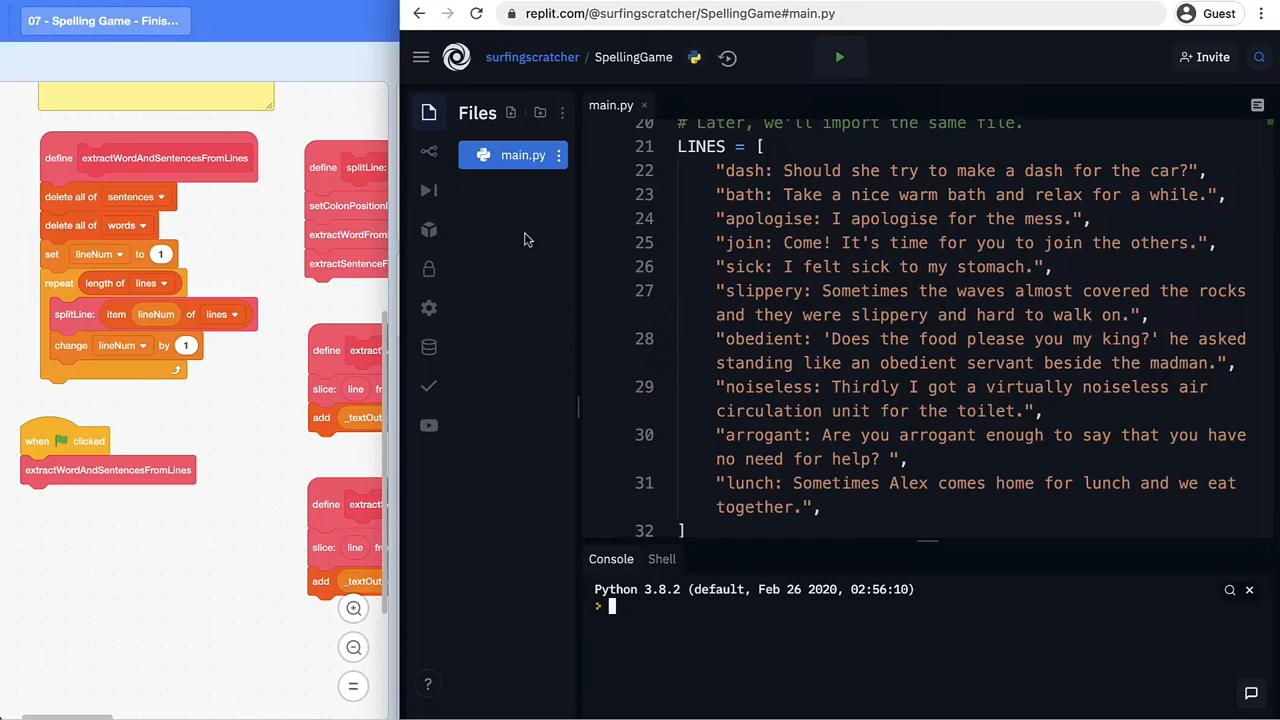 07 - Spelling Game - Finis...
define extractWordAndSentencesFromLines
delete all of sentences
delete all of words
set lineNum to 1
repeat length of lines
splitLine: item lineNum of lines
change lineNum by 1
when clicked
extractWordAndSentencesFromLines
define splitLine:
setColonPositionI
extractWordFrom
extractSentenceF
define
slice: line
add _textOut
define
slice: line
add _textOut
replit.com/@surfingscratcher/SpellingGame#main.py
Guest
surfingscratcher / SpellingGame
Invite
Files
main.py
main.py ×
20 # Later, we'll import the same file.
21 LINES = [
22 "dash: Should she try to make a dash for the car?",
23 "bath: Take a nice warm bath and relax for a while.",
24 "apologise: I apologise for the mess.",
25 "join: Come! It's time for you to join the others.",
26 "sick: I felt sick to my stomach.",
27 "slippery: Sometimes the waves almost covered the rocks
and they were slippery and hard to walk on.",
28 "obedient: 'Does the food please you my king?' he asked
standing like an obedient servant beside the madman.",
29 "noiseless: Thirdly I got a virtually noiseless air
circulation unit for the toilet.",
30 "arrogant: Are you arrogant enough to say that you have
no need for help? ",
31 "lunch: Sometimes Alex comes home for lunch and we eat
together.",
32 ]
Console Shell
Python 3.8.2 (default, Feb 26 2020, 02:56:10)
>
?